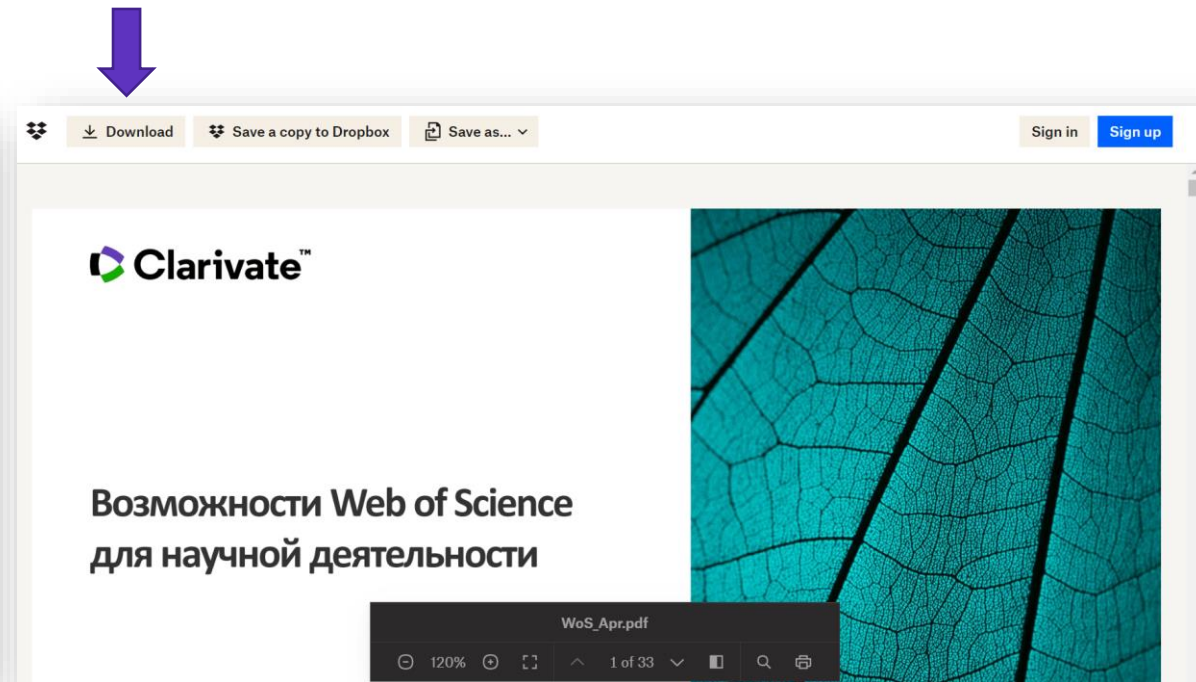 Download
Save a copy to Dropbox
Save as...
Sign in
Sign up
Clarivate™
Возможности Web of Science
для научной деятельности
WoS_Apr.pdf
120%
1 of 33